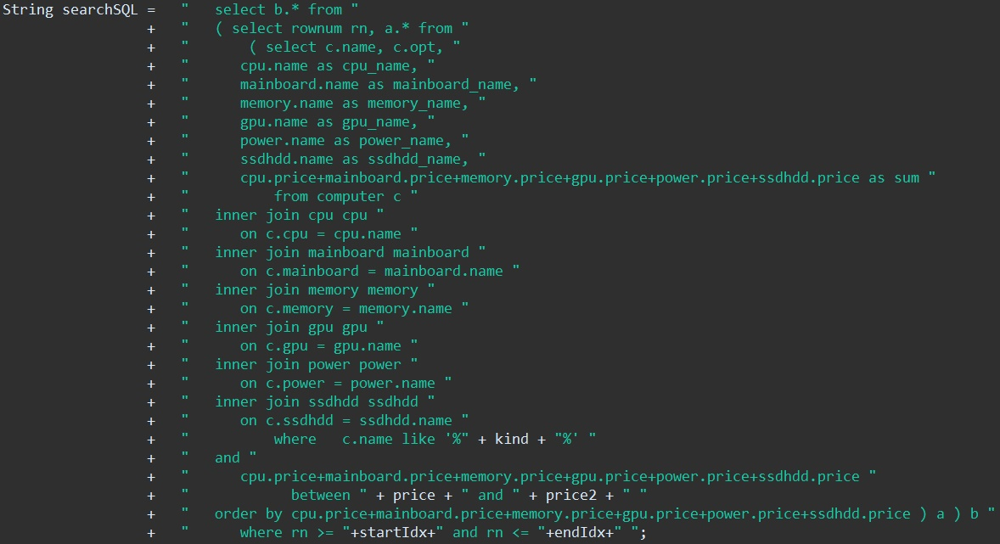 String searchSQL = "   select b.* from "
+ "   ( select rownum rn, a.* from "
+ "       ( select c.name, c.opt, "
+ "      cpu.name as cpu_name, "
+ "      mainboard.name as mainboard_name, "
+ "      memory.name as memory_name, "
+ "      gpu.name as gpu_name, "
+ "      power.name as power_name, "
+ "      ssdhdd.name as ssdhdd_name, "
+ "      cpu.price+mainboard.price+memory.price+gpu.price+power.price+ssdhdd.price as sum "
+ "          from computer c "
+ "   inner join cpu cpu "
+ "      on c.cpu = cpu.name "
+ "   inner join mainboard mainboard "
+ "      on c.mainboard = mainboard.name "
+ "   inner join memory memory "
+ "      on c.memory = memory.name "
+ "   inner join gpu gpu "
+ "      on c.gpu = gpu.name "
+ "   inner join power power "
+ "      on c.power = power.name "
+ "   inner join ssdhdd ssdhdd "
+ "      on c.ssdhdd = ssdhdd.name "
+ "          where   c.name like '%" + kind + "%' "
+ "   and "
+ "      cpu.price+mainboard.price+memory.price+gpu.price+power.price+ssdhdd.price "
+ "            between " + price + " and " + price2 + " "
+ "   order by cpu.price+mainboard.price+memory.price+gpu.price+power.price+ssdhdd.price ) a ) b "
+ "      where rn >= "+startIdx+" and rn <= "+endIdx+" ";